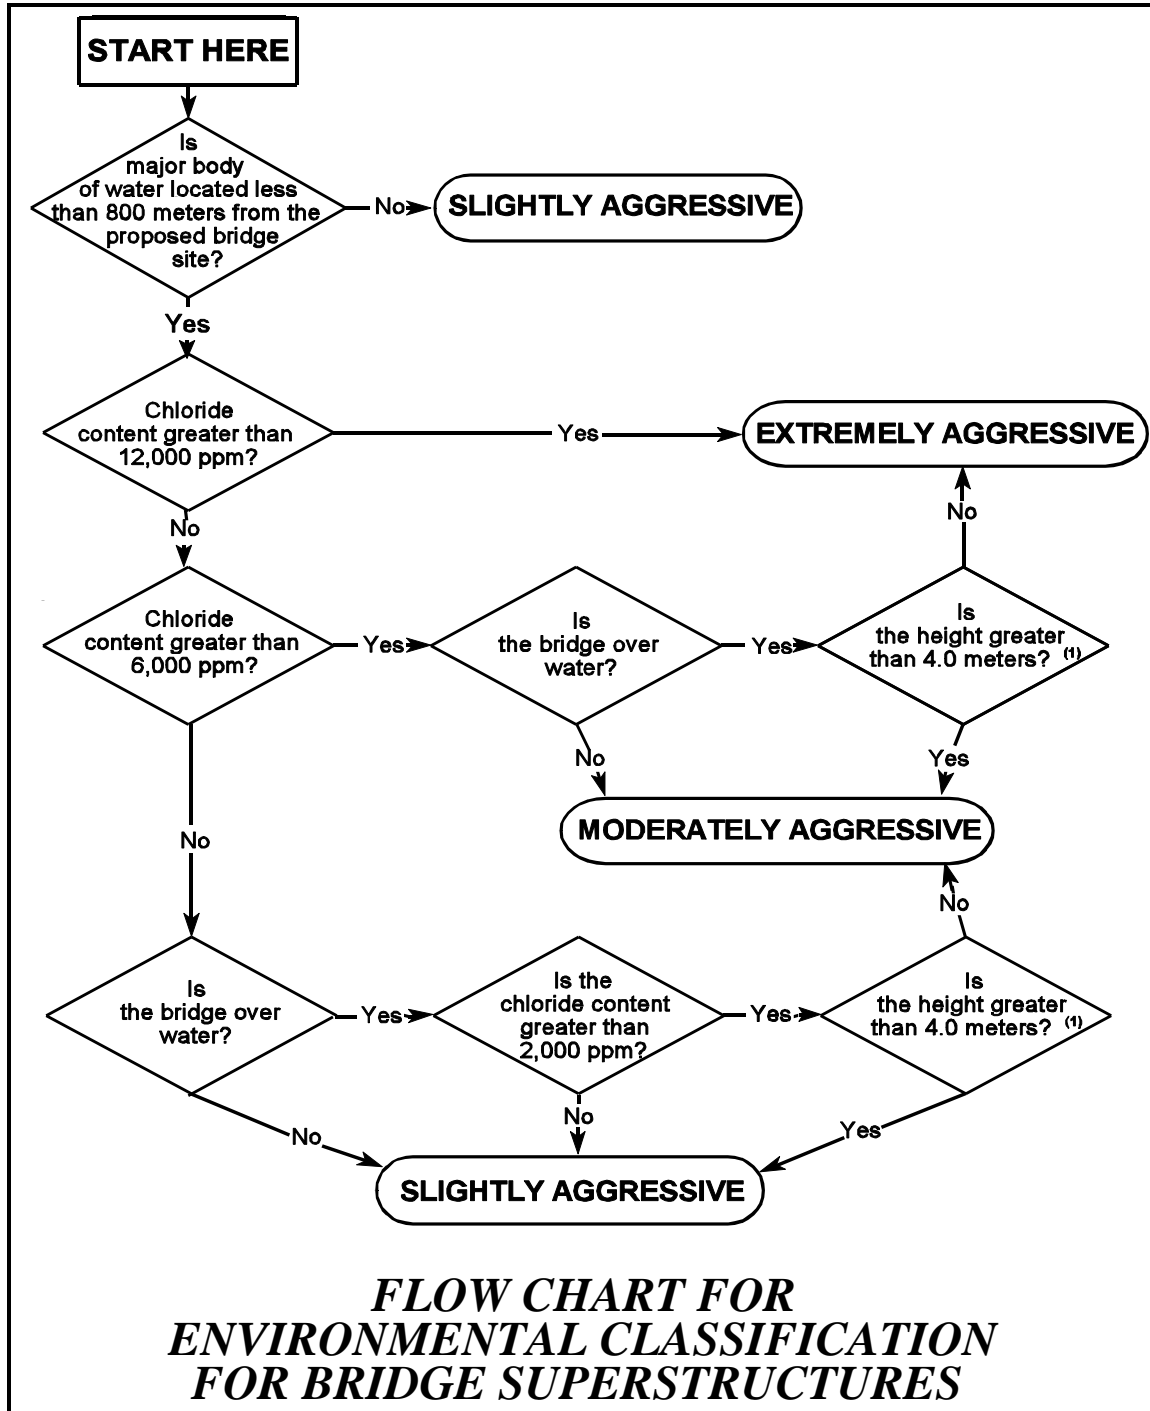 START HERE
Is
major body
of water located less
than 800 meters from the
proposed bridge
site?
No
SLIGHTLY AGGRESSIVE
Yes
Chloride
content greater than
12,000 ppm?
Yes
EXTREMELY AGGRESSIVE
No
No
Chloride
content greater than
6,000 ppm?
Yes
Is
the bridge over
water?
Yes
Is
the height greater
than 4.0 meters? (1)
No
Yes
MODERATELY AGGRESSIVE
No
No
Is
the bridge over
water?
Yes
Is the
chloride content
greater than
2,000 ppm?
Yes
Is
the height greater
than 4.0 meters? (1)
No
No
Yes
SLIGHTLY AGGRESSIVE
FLOW CHART FOR
ENVIRONMENTAL CLASSIFICATION
FOR BRIDGE SUPERSTRUCTURES